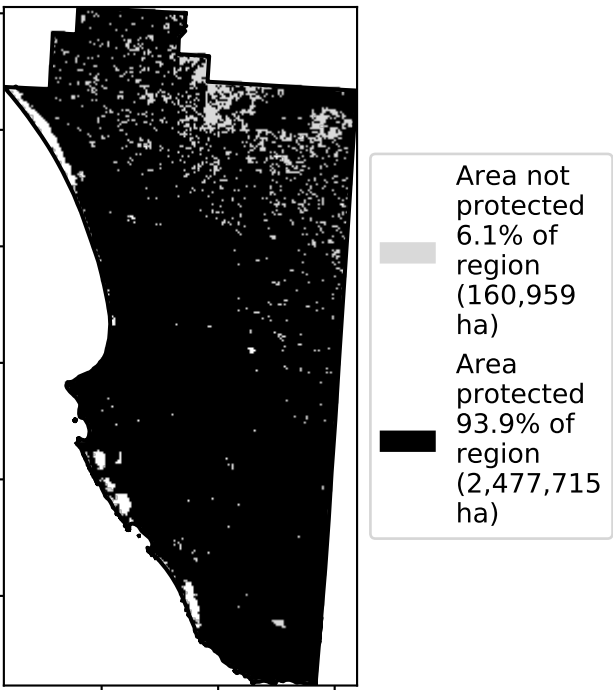 Area not
protected
6.1% of
region
(160,959
ha)
Area
protected
93.9% of
region
(2,477,715
ha)